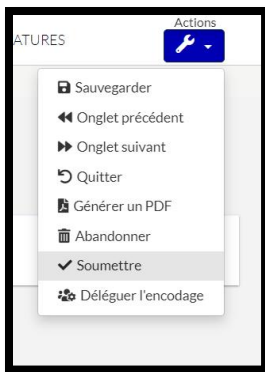 Actions
ATURES
Sauvegarder
Onglet précédent
Onglet suivant
Quitter
Générer un PDF
Abandonner
Soumettre
Déléguer l'encodage